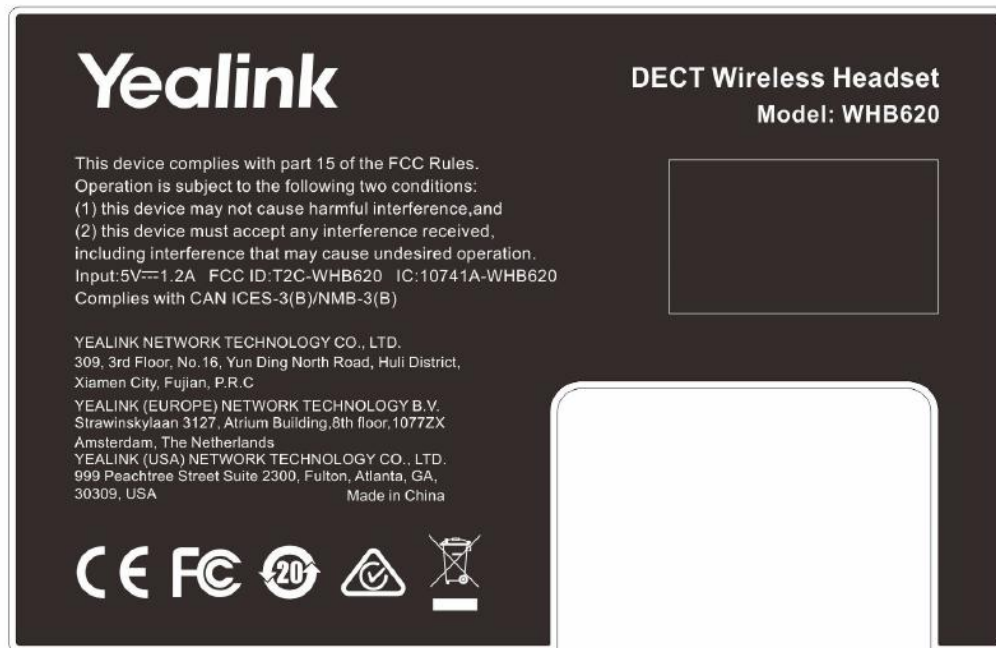 Yealink
DECT Wireless Headset
Model: WHB620
This device complies with part 15 of the FCC Rules.
Operation is subject to the following two conditions:
(1) this device may not cause harmful interference,and
(2) this device must accept any interference received,
including interference that may cause undesired operation.
Input:5V⎓1.2A FCC ID:T2C-WHB620 IC:10741A-WHB620
Complies with CAN ICES-3(B)/NMB-3(B)
YEALINK NETWORK TECHNOLOGY CO., LTD.
309, 3rd Floor, No.16, Yun Ding North Road, Huli District,
Xiamen City, Fujian, P.R.C
YEALINK (EUROPE) NETWORK TECHNOLOGY B.V.
Strawinskylaan 3127, Atrium Building,8th floor,1077ZX
Amsterdam, The Netherlands
YEALINK (USA) NETWORK TECHNOLOGY CO., LTD.
999 Peachtree Street Suite 2300, Fulton, Atlanta, GA,
30309, USA Made in China
CE FC 20